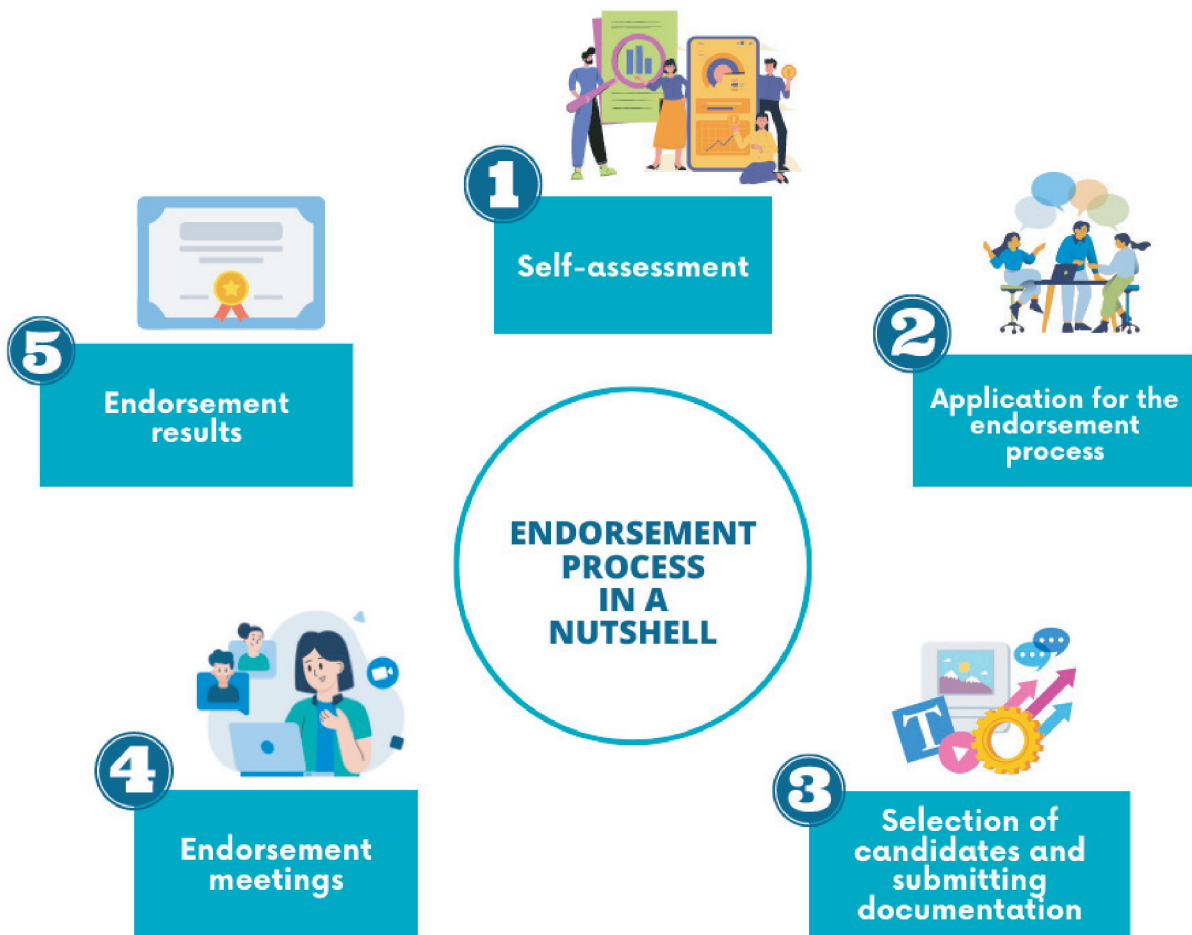 1
Self-assessment
2
Application for the
endorsement
process
3
Selection of
candidates and
submitting
documentation
4
Endorsement
meetings
5
Endorsement
results
ENDORSEMENT
PROCESS
IN A
NUTSHELL
T